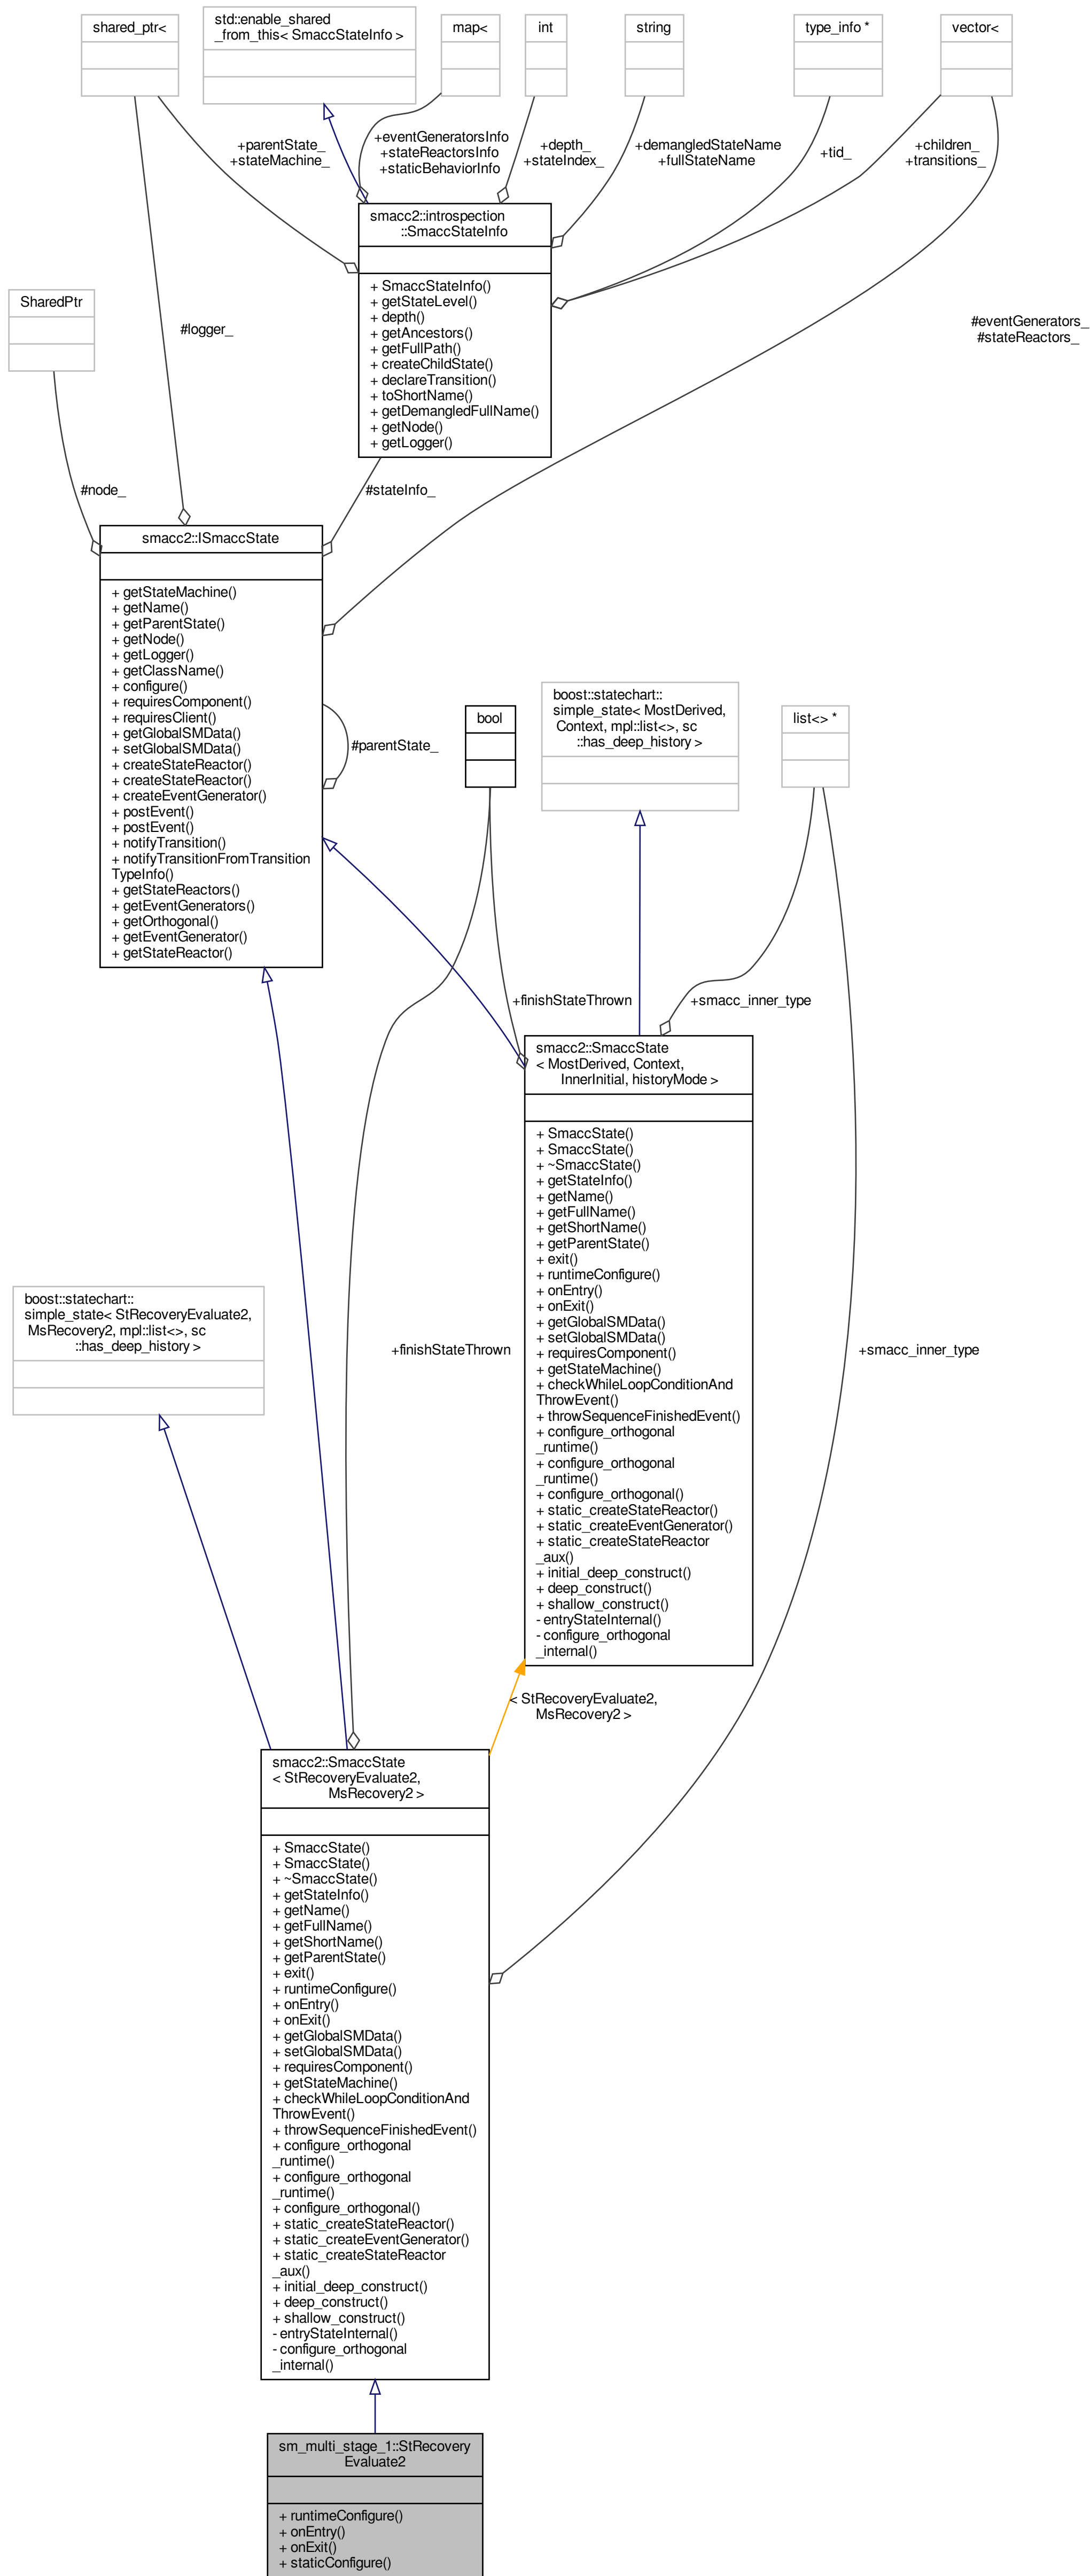 shared_ptr<
std::enable_shared
_from_this< SmaccStateInfo >
map<
int
string
type_info *
vector<
+parentState_
+stateMachine_
+eventGeneratorsInfo
+stateReactorsInfo
+staticBehaviorInfo
+depth_
+stateIndex_
+demangledStateName
+fullStateName
+tid_
+children_
+transitions_
smacc2::introspection
::SmaccStateInfo
+ SmaccStateInfo()
+ getStateLevel()
+ depth()
+ getAncestors()
+ getFullPath()
+ createChildState()
+ declareTransition()
+ toShortName()
+ getDemangledFullName()
+ getNode()
+ getLogger()
SharedPtr
#logger_
#eventGenerators_
#stateReactors_
#node_
#stateInfo_
smacc2::ISmaccState
+ getStateMachine()
+ getName()
+ getParentState()
+ getNode()
+ getLogger()
+ getClassName()
+ configure()
+ requiresComponent()
+ requiresClient()
+ getGlobalSMData()
+ setGlobalSMData()
+ createStateReactor()
+ createStateReactor()
+ createEventGenerator()
+ postEvent()
+ postEvent()
+ notifyTransition()
+ notifyTransitionFromTransition
TypeInfo()
+ getStateReactors()
+ getEventGenerators()
+ getOrthogonal()
+ getEventGenerator()
+ getStateReactor()
#parentState_
bool
boost::statechart::
simple_state< MostDerived,
Context, mpl::list<>, sc
::has_deep_history >
list<> *
+finishStateThrown
+smacc_inner_type
smacc2::SmaccState
< MostDerived, Context,
InnerInitial, historyMode >
+ SmaccState()
+ SmaccState()
+ ~SmaccState()
+ getStateInfo()
+ getName()
+ getFullName()
+ getShortName()
+ getParentState()
+ exit()
+ runtimeConfigure()
+ onEntry()
+ onExit()
+ getGlobalSMData()
+ setGlobalSMData()
+ requiresComponent()
+ getStateMachine()
+ checkWhileLoopConditionAnd
ThrowEvent()
+ throwSequenceFinishedEvent()
+ configure_orthogonal
_runtime()
+ configure_orthogonal
_runtime()
+ configure_orthogonal()
+ static_createStateReactor()
+ static_createEventGenerator()
+ static_createStateReactor
_aux()
+ initial_deep_construct()
+ deep_construct()
+ shallow_construct()
- entryStateInternal()
- configure_orthogonal
_internal()
boost::statechart::
simple_state< StRecoveryEvaluate2,
MsRecovery2, mpl::list<>, sc
::has_deep_history >
+finishStateThrown
+smacc_inner_type
< StRecoveryEvaluate2,
MsRecovery2 >
smacc2::SmaccState
< StRecoveryEvaluate2,
MsRecovery2 >
+ SmaccState()
+ SmaccState()
+ ~SmaccState()
+ getStateInfo()
+ getName()
+ getFullName()
+ getShortName()
+ getParentState()
+ exit()
+ runtimeConfigure()
+ onEntry()
+ onExit()
+ getGlobalSMData()
+ setGlobalSMData()
+ requiresComponent()
+ getStateMachine()
+ checkWhileLoopConditionAnd
ThrowEvent()
+ throwSequenceFinishedEvent()
+ configure_orthogonal
_runtime()
+ configure_orthogonal
_runtime()
+ configure_orthogonal()
+ static_createStateReactor()
+ static_createEventGenerator()
+ static_createStateReactor
_aux()
+ initial_deep_construct()
+ deep_construct()
+ shallow_construct()
- entryStateInternal()
- configure_orthogonal
_internal()
sm_multi_stage_1::StRecovery
Evaluate2
+ runtimeConfigure()
+ onEntry()
+ onExit()
+ staticConfigure()